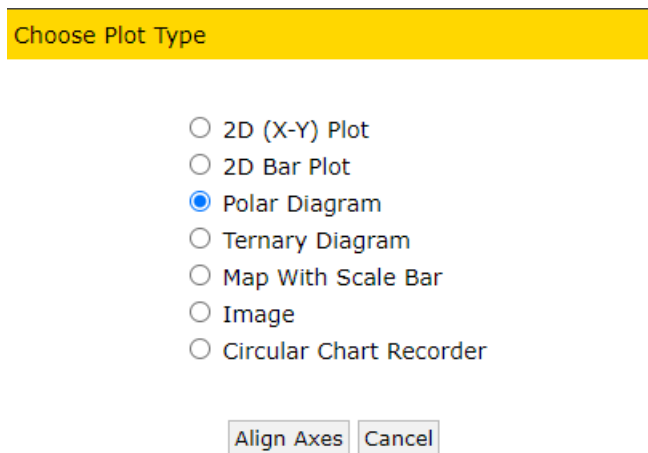 Choose Plot Type
2D (X-Y) Plot
2D Bar Plot
Polar Diagram
Ternary Diagram
Map With Scale Bar
Image
Circular Chart Recorder
Align Axes Cancel